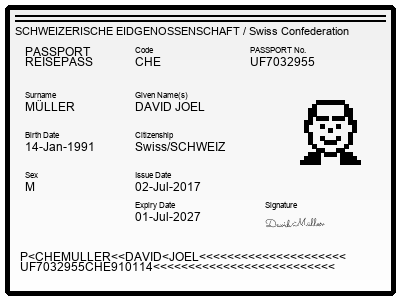 SCHWEIZERISCHE EIDGENOSSENSCHAFT / Swiss Confederation
PASSPORT
REISEPASS
Code
CHE
PASSPORT No.
UF7032955
Surname
MÜLLER
Given Name(s)
DAVID JOEL
Birth Date
14-Jan-1991
Citizenship
Swiss/SCHWEIZ
Sex
M
Issue Date
02-Jul-2017
Expiry Date
01-Jul-2027
Signature
David Müller
P<CHEMULLER<<DAVID<JOEL<<<<<<<<<<<<<<<<<<<<<
UF7032955CHE910114<<<<<<<<<<<<<<<<<<<<<<<<<<